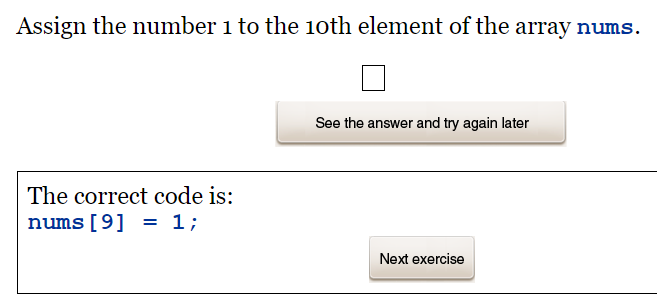 Assign the number 1 to the 10th element of the array nums.
See the answer and try again later
The correct code is:
nums[9] = 1;
Next exercise